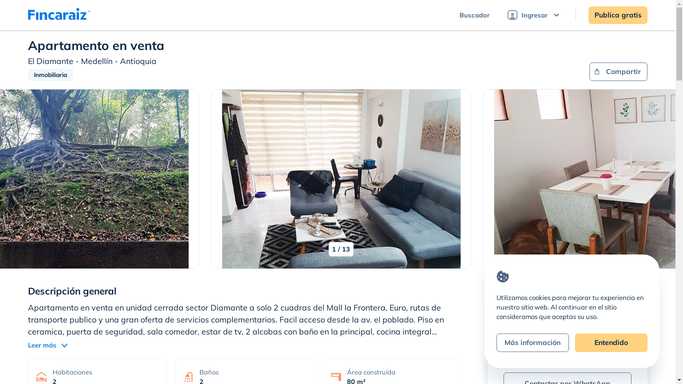 Fincaraiz
Buscador
Ingresar
Publica gratis
Apartamento en venta
El Diamante - Medellín - Antioquia
Inmobiliaria
Compartir
1 / 13
Descripción general
Apartamento en venta en unidad cerrada sector Diamante a solo 2 cuadras del Mall la Frontera, Euro, rutas de
transporte publico y una gran oferta de servicios complementarios. Facil acceso desde la av. el poblado. Piso en
ceramica, puerta de seguridad, sala comedor, estar de tv, 2 alcobas con baño en la principal, cocina integral...
Leer más
Habitaciones
2
Baños
2
Área construida
80 m²
Utilizamos cookies para mejorar tu experiencia en
nuestro sitio web. Al continuar en el sitio
consideramos que aceptas su uso.
Más información
Entendido
Contactar por WhatsApp